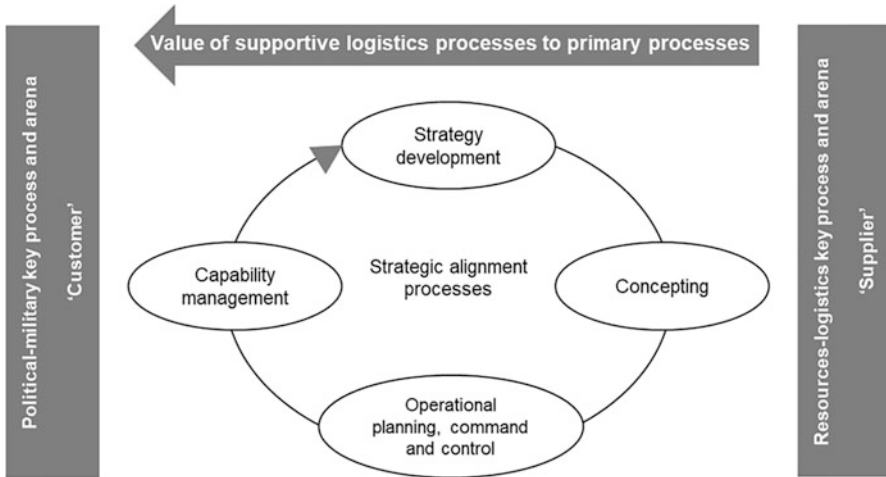 Value of supportive logistics processes to primary processes
Political-military key process and arena
‘Customer’
Strategy
development
Capability
management
Strategic alignment
processes
Concepting
Operational
planning, command
and control
Resources-logistics key process and arena
‘Supplier’